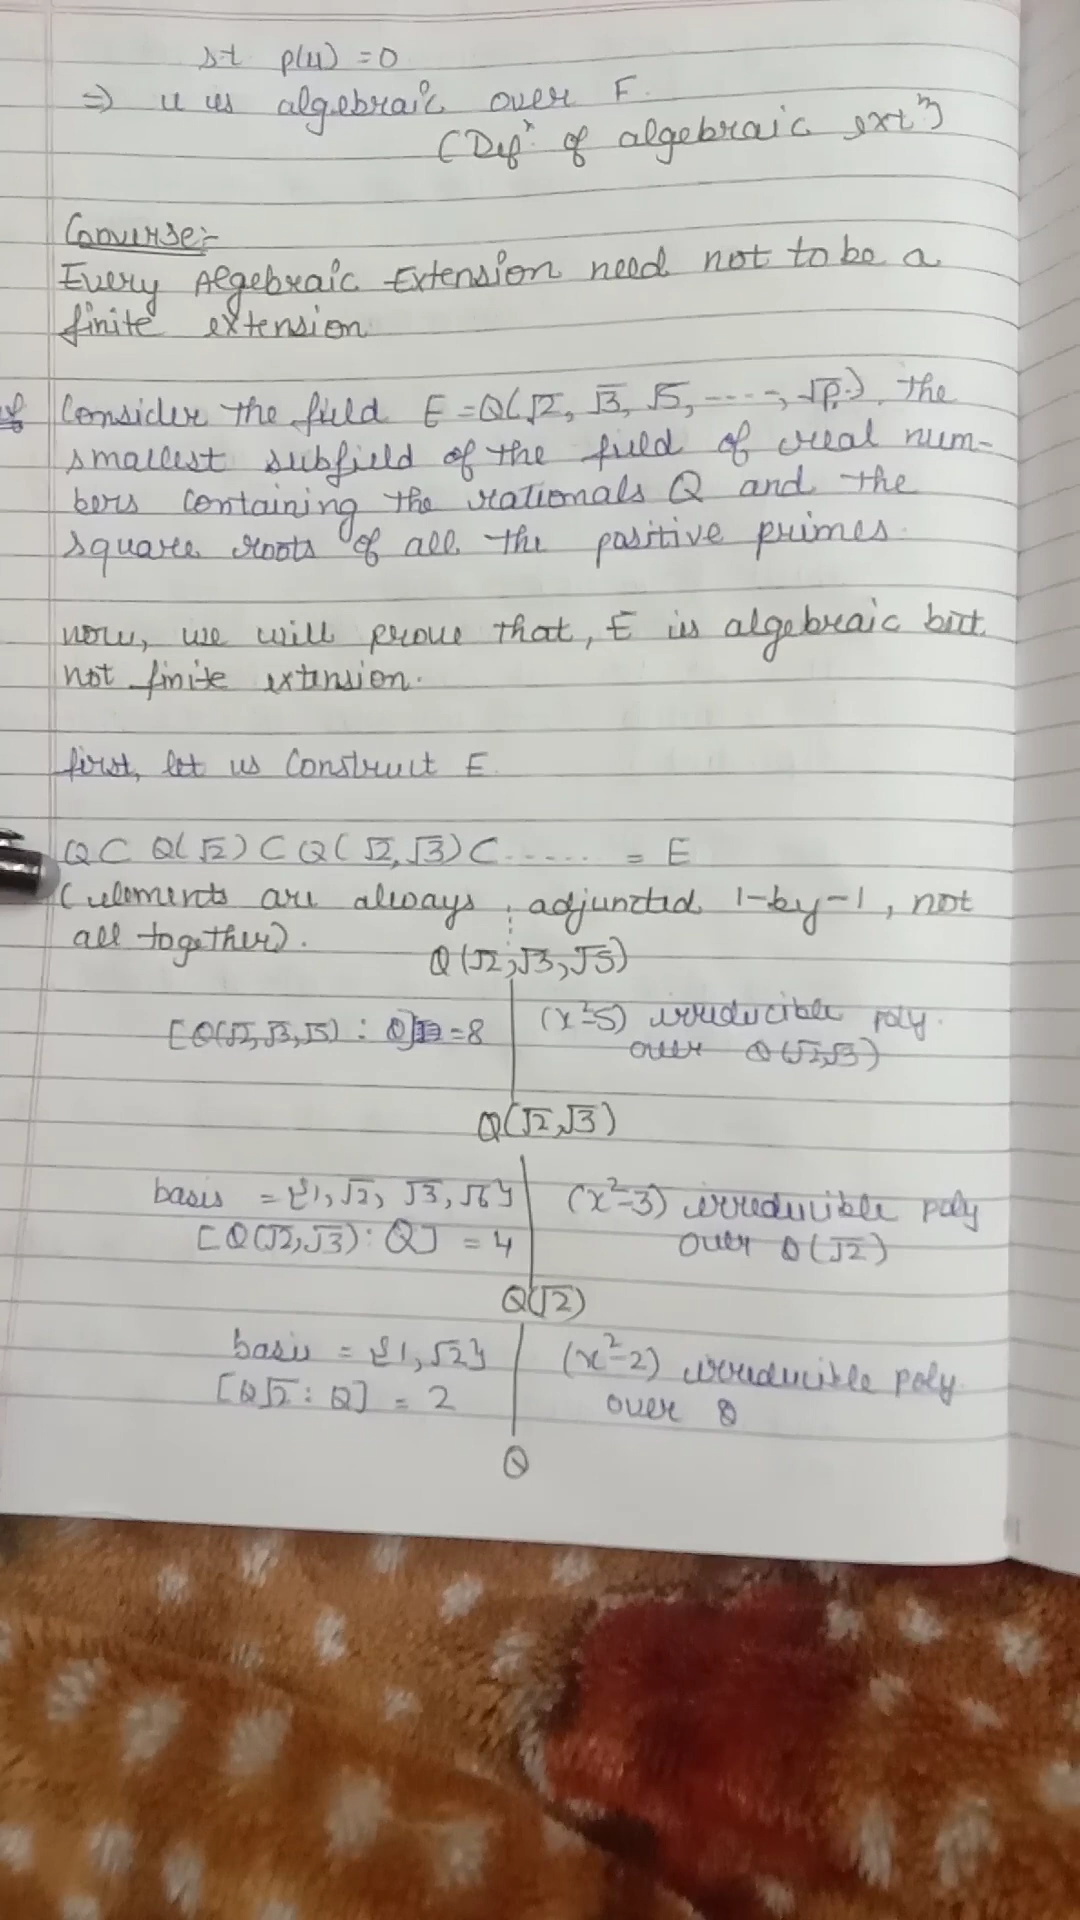 s.t. p(u) = 0
⇒ u is algebraic over F.
(Defⁿ of algebraic extⁿ)
Converse:-
Every Algebraic Extension need not to be a
finite extension.
Consider the field E = Q(√2, √3, √5, ----, √p..). The
smallest subfield of the field of real num-
bers containing the rationals Q and the
square roots of all the positive primes.
now, we will prove that, E is algebraic but
not finite extension.
first, let us construct E.
Q ⊂ Q(√2) ⊂ Q(√2,√3) ⊂ ...... = E
(elements are always adjuncted 1-by-1, not
all together).
Q(√2,√3,√5)
[Q(√2,√3,√5) : Q] = 8 (x²-5) irreducible poly.
over Q(√2,√3)
Q(√2,√3)
basis = {1,√2, √3,√6} (x²-3) irreducible poly
[Q(√2,√3) : Q] = 4 over Q(√2)
Q(√2)
basis = {1,√2} (x²-2) irreducible poly.
[Q√2 : Q] = 2 over Q
Q